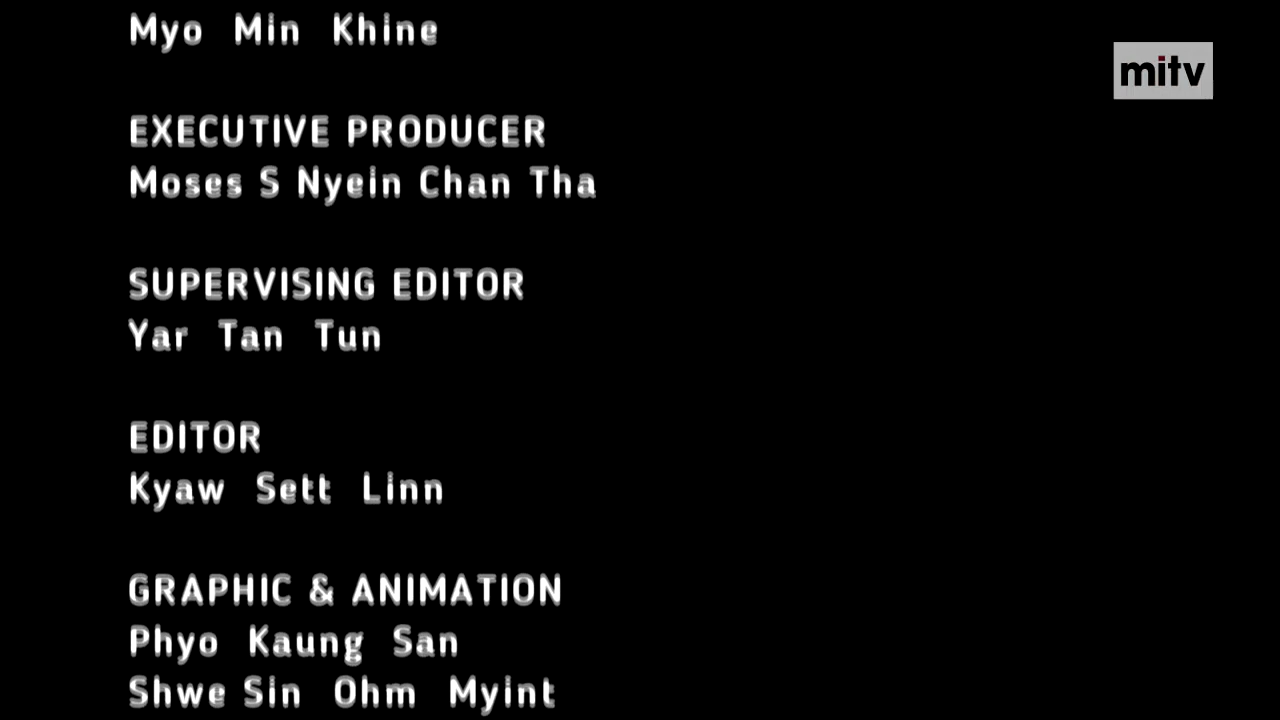 Myo Min Khine
mitv
EXECUTIVE PRODUCER
Moses S Nyein Chan Tha
SUPERVISING EDITOR
Yar Tan Tun
EDITOR
Kyaw Sett Linn
GRAPHIC & ANIMATION
Phyo Kaung San
Shwe Sin Ohm Myint